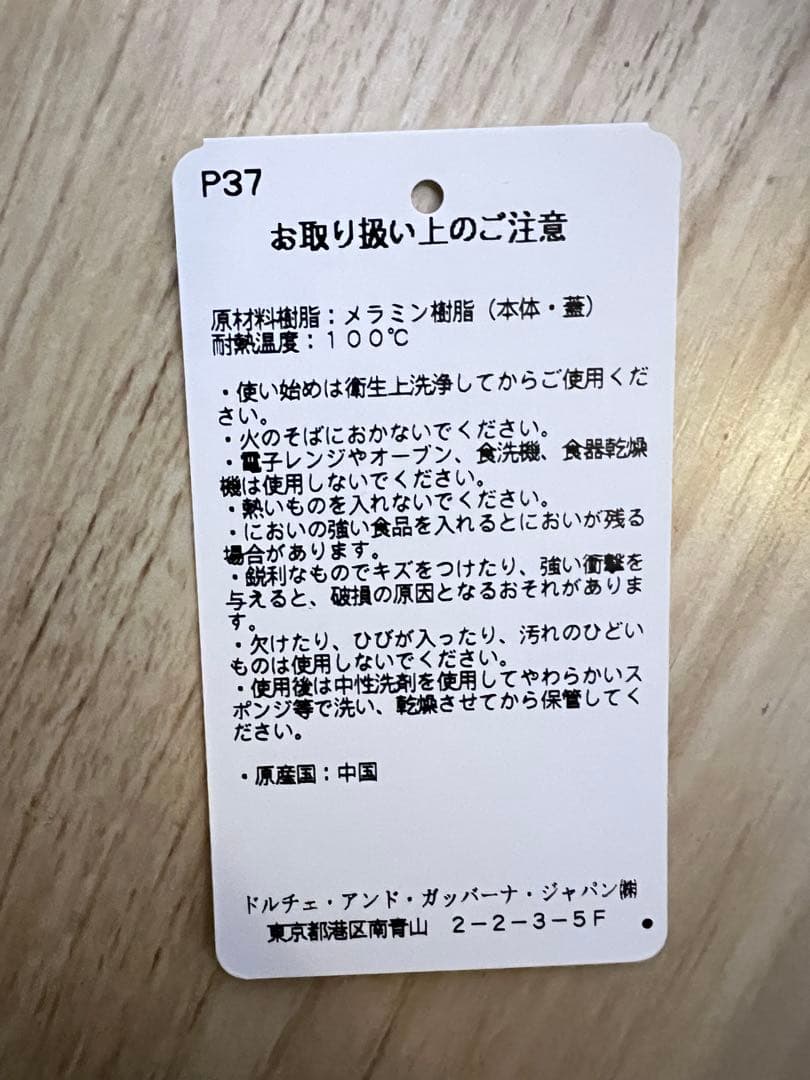 P37
お取り扱い上のご注意
原材料樹脂：メラミン樹脂（本体・蓋）
耐熱温度：１００℃
・使い始めは衛生上洗浄してからご使用くだ
さい。
・火のそばにおかないでください。
・電子レンジやオーブン、食洗機、食器乾燥
機は使用しないでください。
・熱いものを入れないでください。
・においの強い食品を入れるとにおいが残る
場合があります。
・鋭利なものでキズをつけたり、強い衝撃を
与えると、破損の原因となるおそれがありま
す。
・欠けたり、ひびが入ったり、汚れのひどい
ものは使用しないでください。
・使用後は中性洗剤を使用してやわらかいス
ポンジ等で洗い、乾燥させてから保管してく
ださい。
・原産国：中国
ドルチェ・アンド・ガッバーナ・ジャパン㈱
東京都港区南青山　２－２－３－５Ｆ